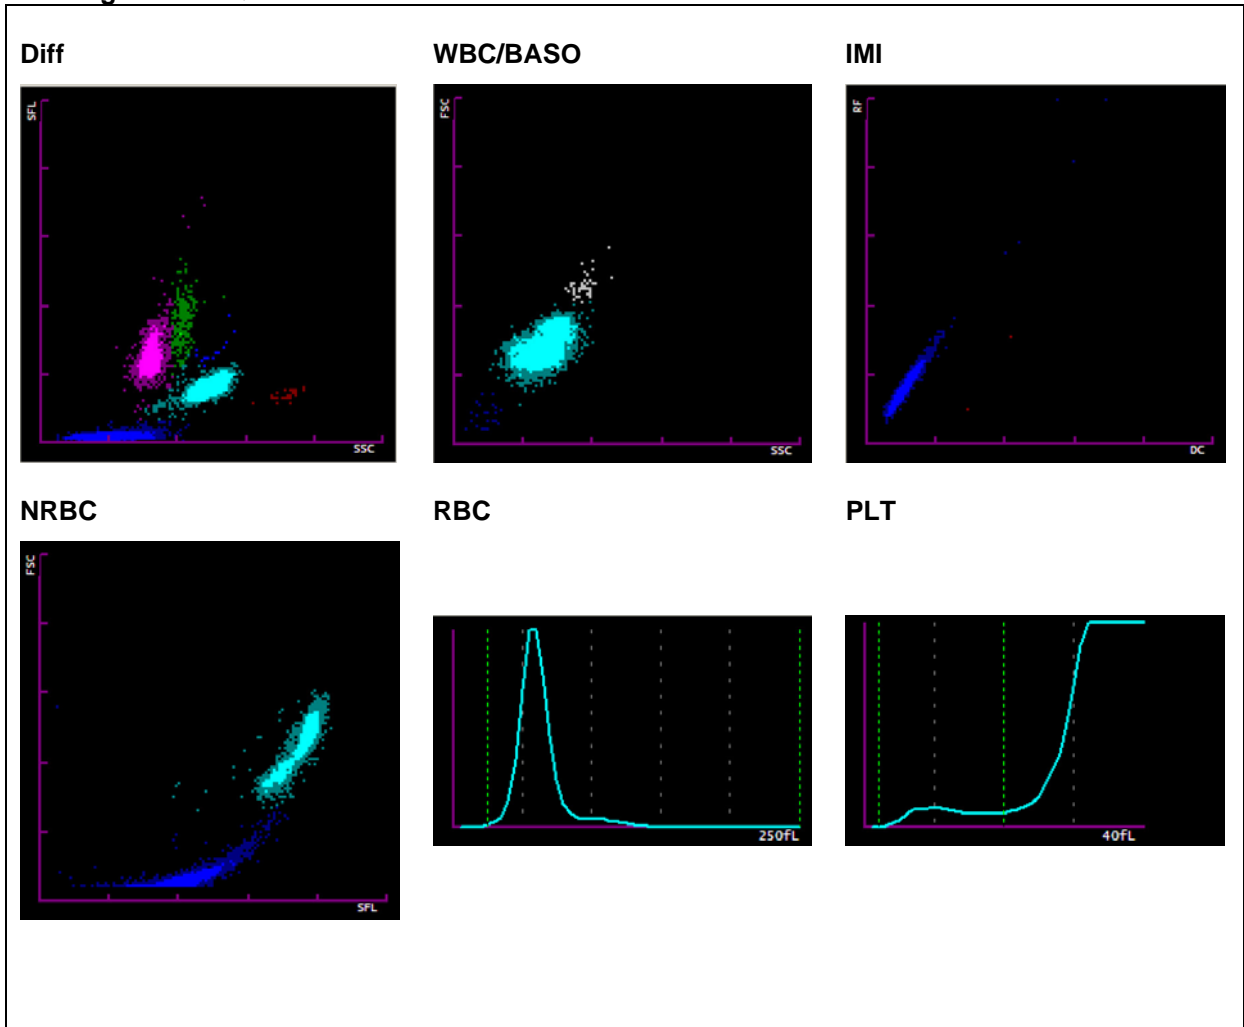 Diff
WBC/BASO
IMI
SFL
SSC
FSC
SSC
RF
DC
NRBC
RBC
PLT
FSC
SFL
250fL
40fL